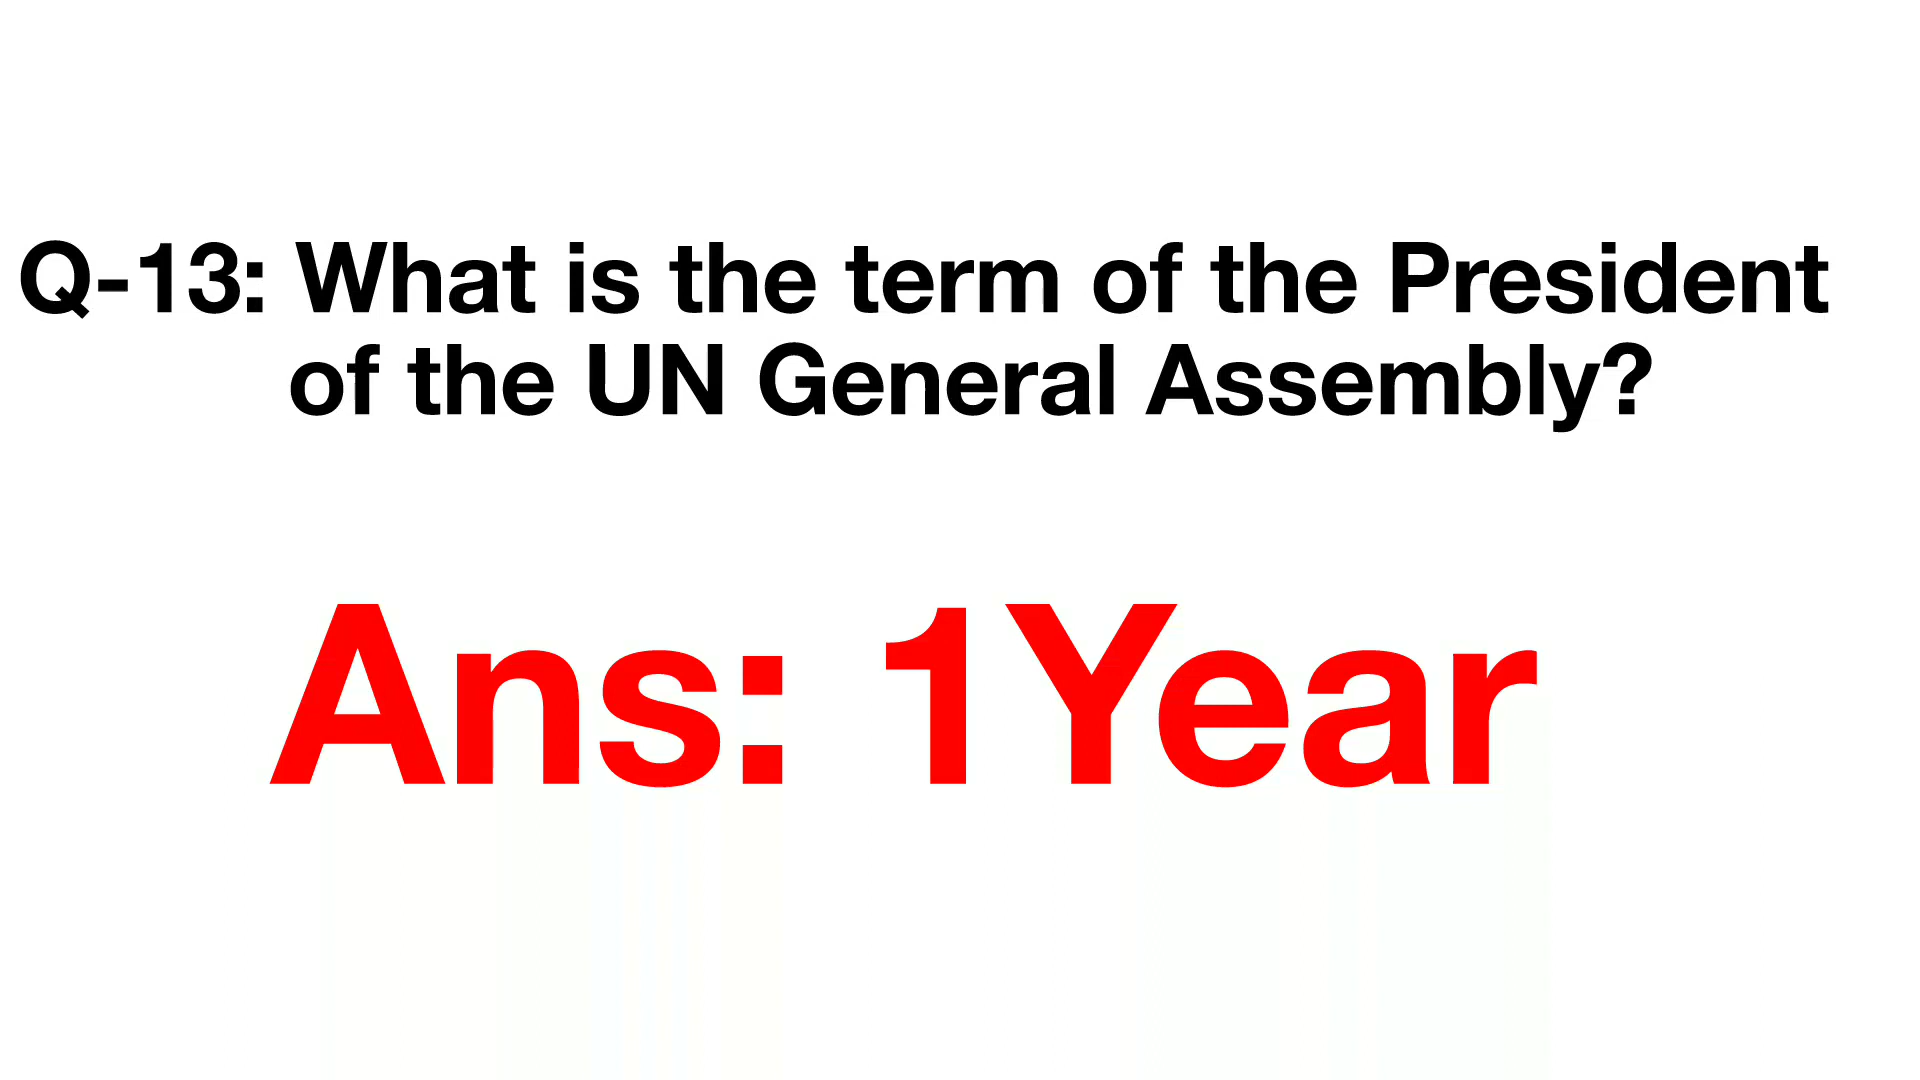 Q-13: What is the term of the President
of the UN General Assembly?
Ans: 1Year